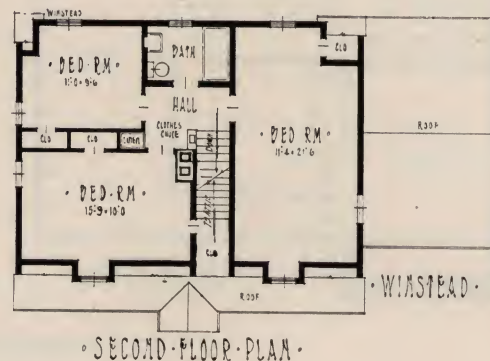 WINSTEAD
BATH
CLO
· BED·RM ·
11'-0"×9'-6"
HALL
ROOF
CLOTHES
CHUTE
· BED RM ·
11'-4"×21'-6"
CLO
CLO
DOWN
· BED·RM ·
15'-9"×10'-0"
CLO
ROOF
· WINSTEAD ·
· SECOND·FLOOR·PLAN ·